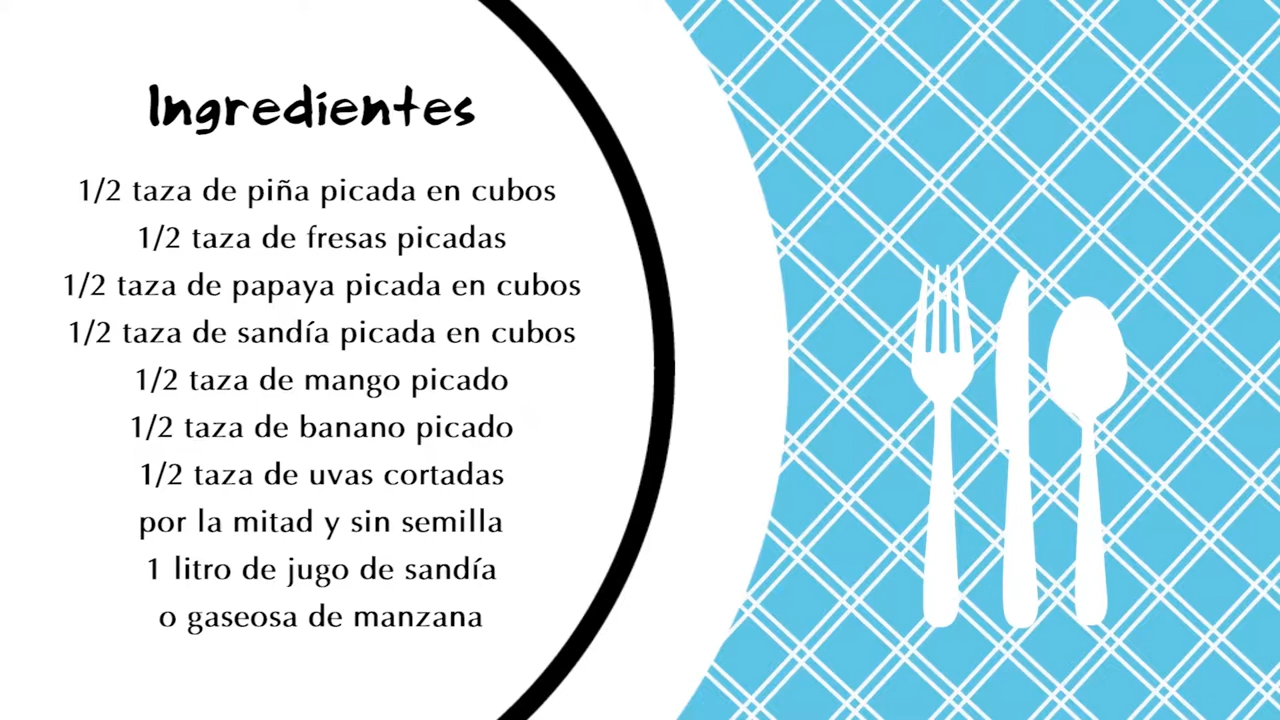 Ingredientes
1/2 taza de piña picada en cubos
1/2 taza de fresas picadas
1/2 taza de papaya picada en cubos
1/2 taza de sandía picada en cubos
1/2 taza de mango picado
1/2 taza de banano picado
1/2 taza de uvas cortadas
por la mitad y sin semilla
1 litro de jugo de sandía
o gaseosa de manzana